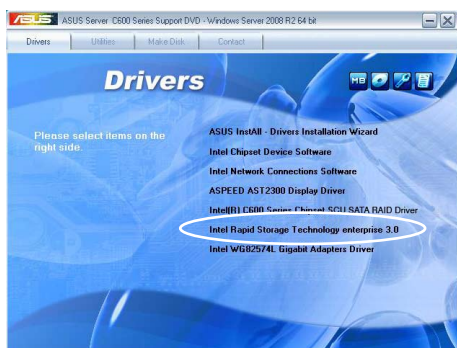 ASUS
ASUS Server C600 Series Support DVD - Windows Server 2008 R2 64 bit
Drivers
Utilities
Make Disk
Contact
Drivers
MB
Please select items on the
right side.
ASUS InstAll - Drivers Installation Wizard
Intel Chipset Device Software
Intel Network Connections Software
ASPEED AST2300 Display Driver
Intel(R) C600 Series Chipset SCU SATA RAID Driver
Intel Rapid Storage Technology enterprise 3.0
Intel WG82574L Gigabit Adapters Driver